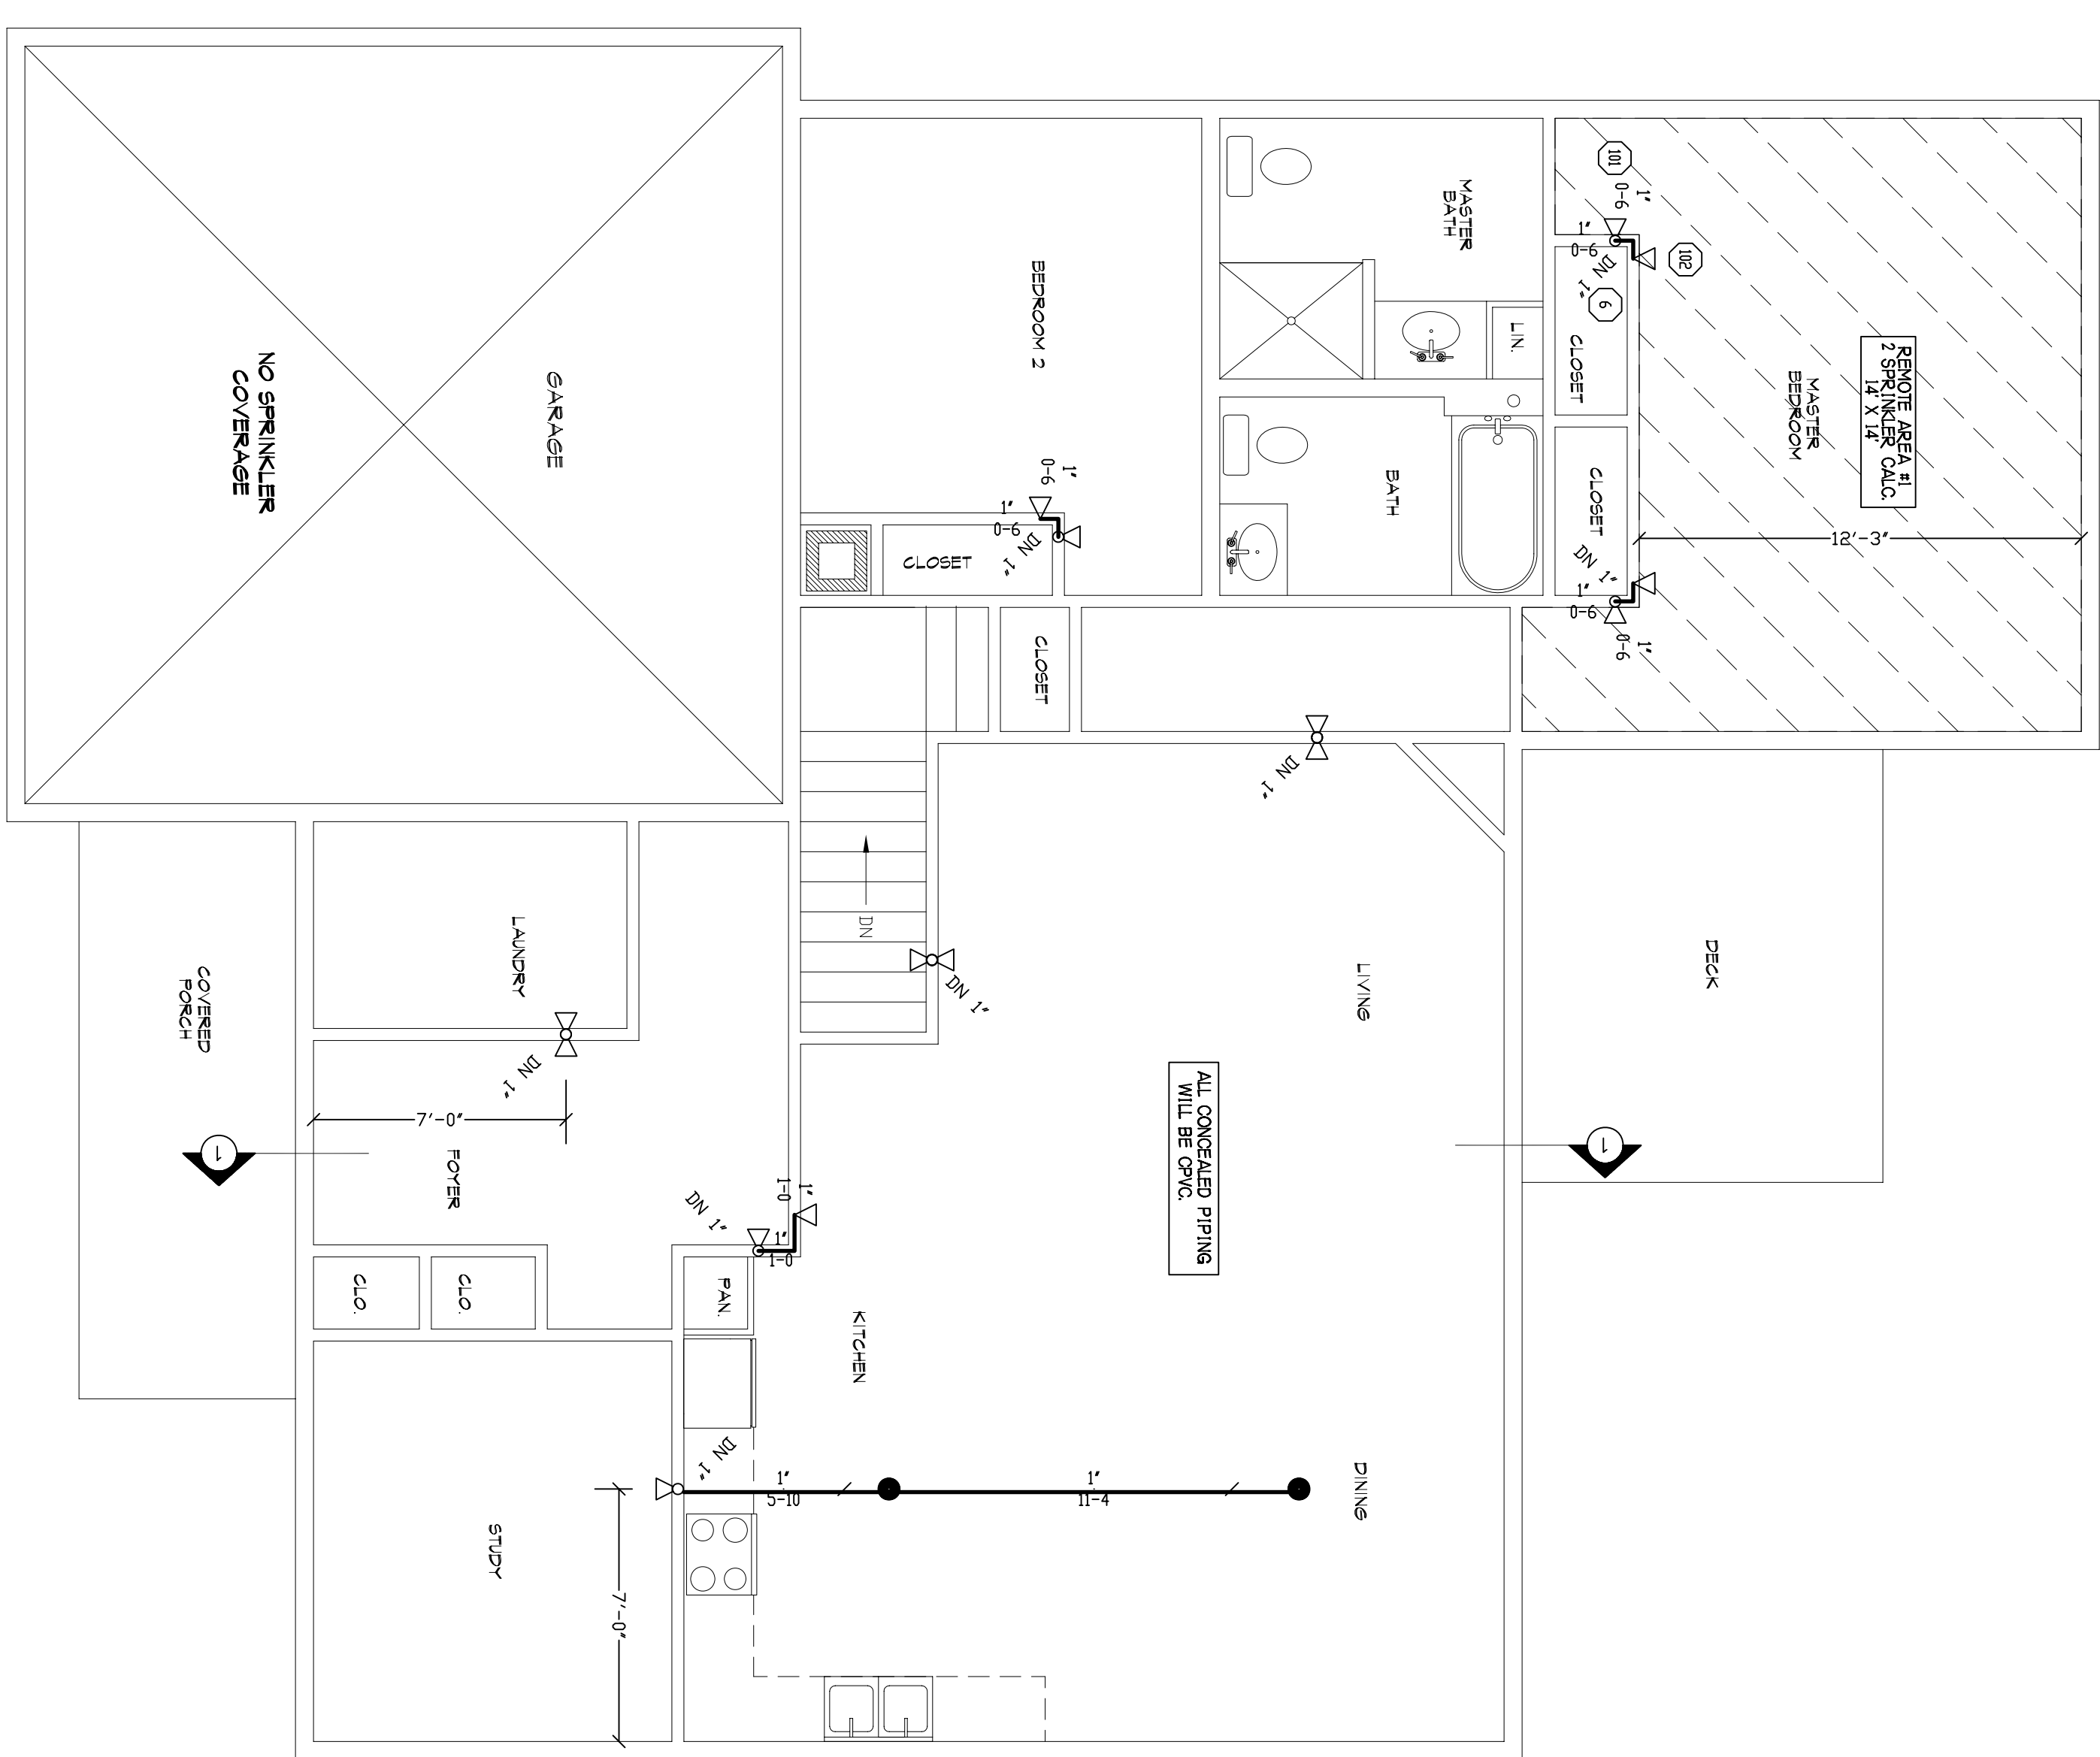 REMOTE AREA #1
2 SPRINKLER CALC.
14' X 14'
MASTER
BEDROOM
12'-3"
101
1"
0-6
102
1"
0-6
DN 1"
6
CLOSET
CLOSET
DN 1"
1"
0-6
1"
0-6
MASTER
BATH
LIN.
BATH
BEDROOM 2
1"
0-6
1"
0-6
DN 1"
CLOSET
CLOSET
GARAGE
NO SPRINKLER
COVERAGE
DN 1"
DECK
LIVING
DN
DN 1"
LAUNDRY
COVERED
PORCH
DN 1"
7'-0"
FOYER
1
1
ALL CONCEALED PIPING
WILL BE CPVC.
1"
1-0
DN 1"
1"
1-0
CLO.
CLO.
PAN.
KITCHEN
DINING
DN 1"
1"
5-10
1"
11-4
STUDY
7'-0"